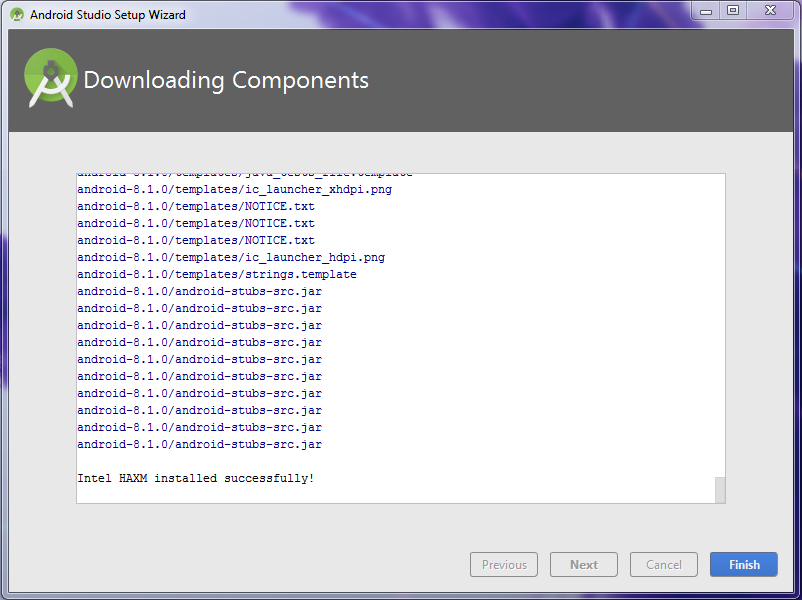 Android Studio Setup Wizard
Downloading Components
android-8.1.0/templates/ic_launcher_xhdpi.png
android-8.1.0/templates/NOTICE.txt
android-8.1.0/templates/NOTICE.txt
android-8.1.0/templates/NOTICE.txt
android-8.1.0/templates/ic_launcher_hdpi.png
android-8.1.0/templates/strings.template
android-8.1.0/android-stubs-src.jar
android-8.1.0/android-stubs-src.jar
android-8.1.0/android-stubs-src.jar
android-8.1.0/android-stubs-src.jar
android-8.1.0/android-stubs-src.jar
android-8.1.0/android-stubs-src.jar
android-8.1.0/android-stubs-src.jar
android-8.1.0/android-stubs-src.jar
android-8.1.0/android-stubs-src.jar
android-8.1.0/android-stubs-src.jar
Intel HAXM installed successfully!
Previous Next Cancel Finish